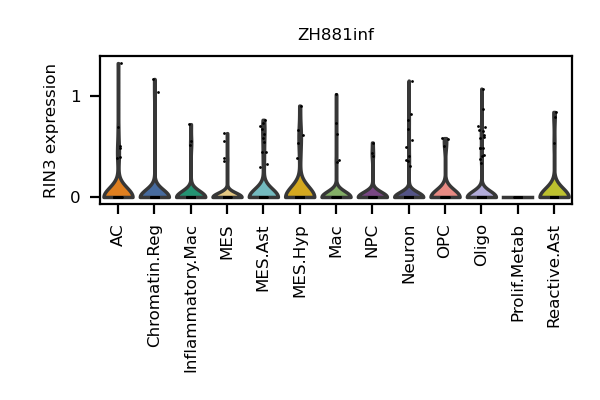 ZH881inf
RIN3 expression
1
0
AC
Chromatin.Reg
Inflammatory.Mac
MES
MES.Ast
MES.Hyp
Mac
NPC
Neuron
OPC
Oligo
Prolif.Metab
Reactive.Ast